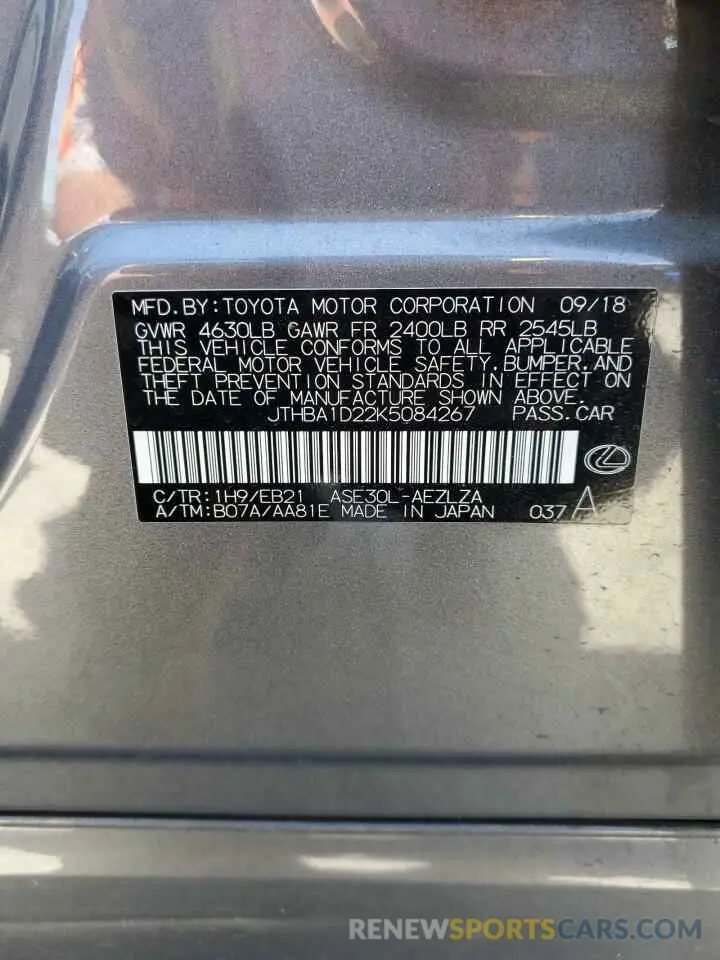 MFD.BY:TOYOTA MOTOR CORPORATION 09/18
GVWR 4630LB GAWR FR 2400LB RR 2545LB
THIS VEHICLE CONFORMS TO ALL APPLICABLE
FEDERAL MOTOR VEHICLE SAFETY,BUMPER,AND
THEFT PREVENTION STANDARDS IN EFFECT ON
THE DATE OF MANUFACTURE SHOWN ABOVE.
JTHBA1D22K5084267 PASS.CAR
C/TR:1H9/EB21 ASE30L-AEZLZA
A/TM:B07A/AA81E MADE IN JAPAN 037 A
RENEWSPORTSCARS.COM